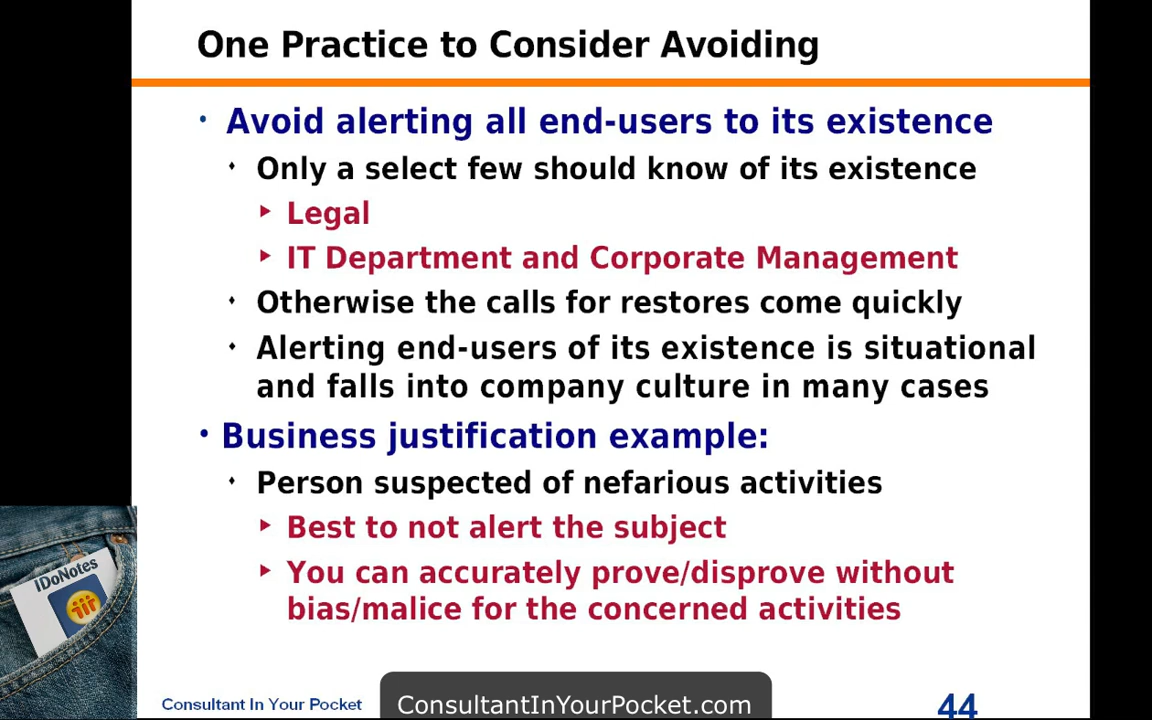 One Practice to Consider Avoiding
• Avoid alerting all end-users to its existence
Only a select few should know of its existence
Legal
IT Department and Corporate Management
Otherwise the calls for restores come quickly
Alerting end-users of its existence is situational
and falls into company culture in many cases
• Business justification example:
Person suspected of nefarious activities
Best to not alert the subject
You can accurately prove/disprove without
bias/malice for the concerned activities
IDoNotes
Consultant In Your Pocket
ConsultantInYourPocket.com
44